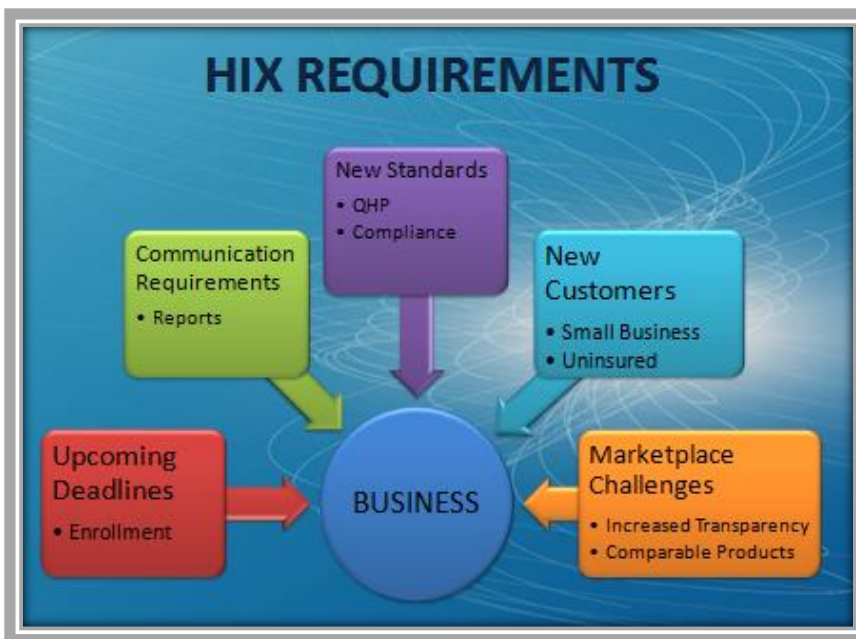 HIX REQUIREMENTS
New Standards
• QHP
• Compliance
Communication
Requirements
• Reports
New
Customers
• Small Business
• Uninsured
Upcoming
Deadlines
• Enrollment
BUSINESS
Marketplace
Challenges
• Increased Transparency
• Comparable Products